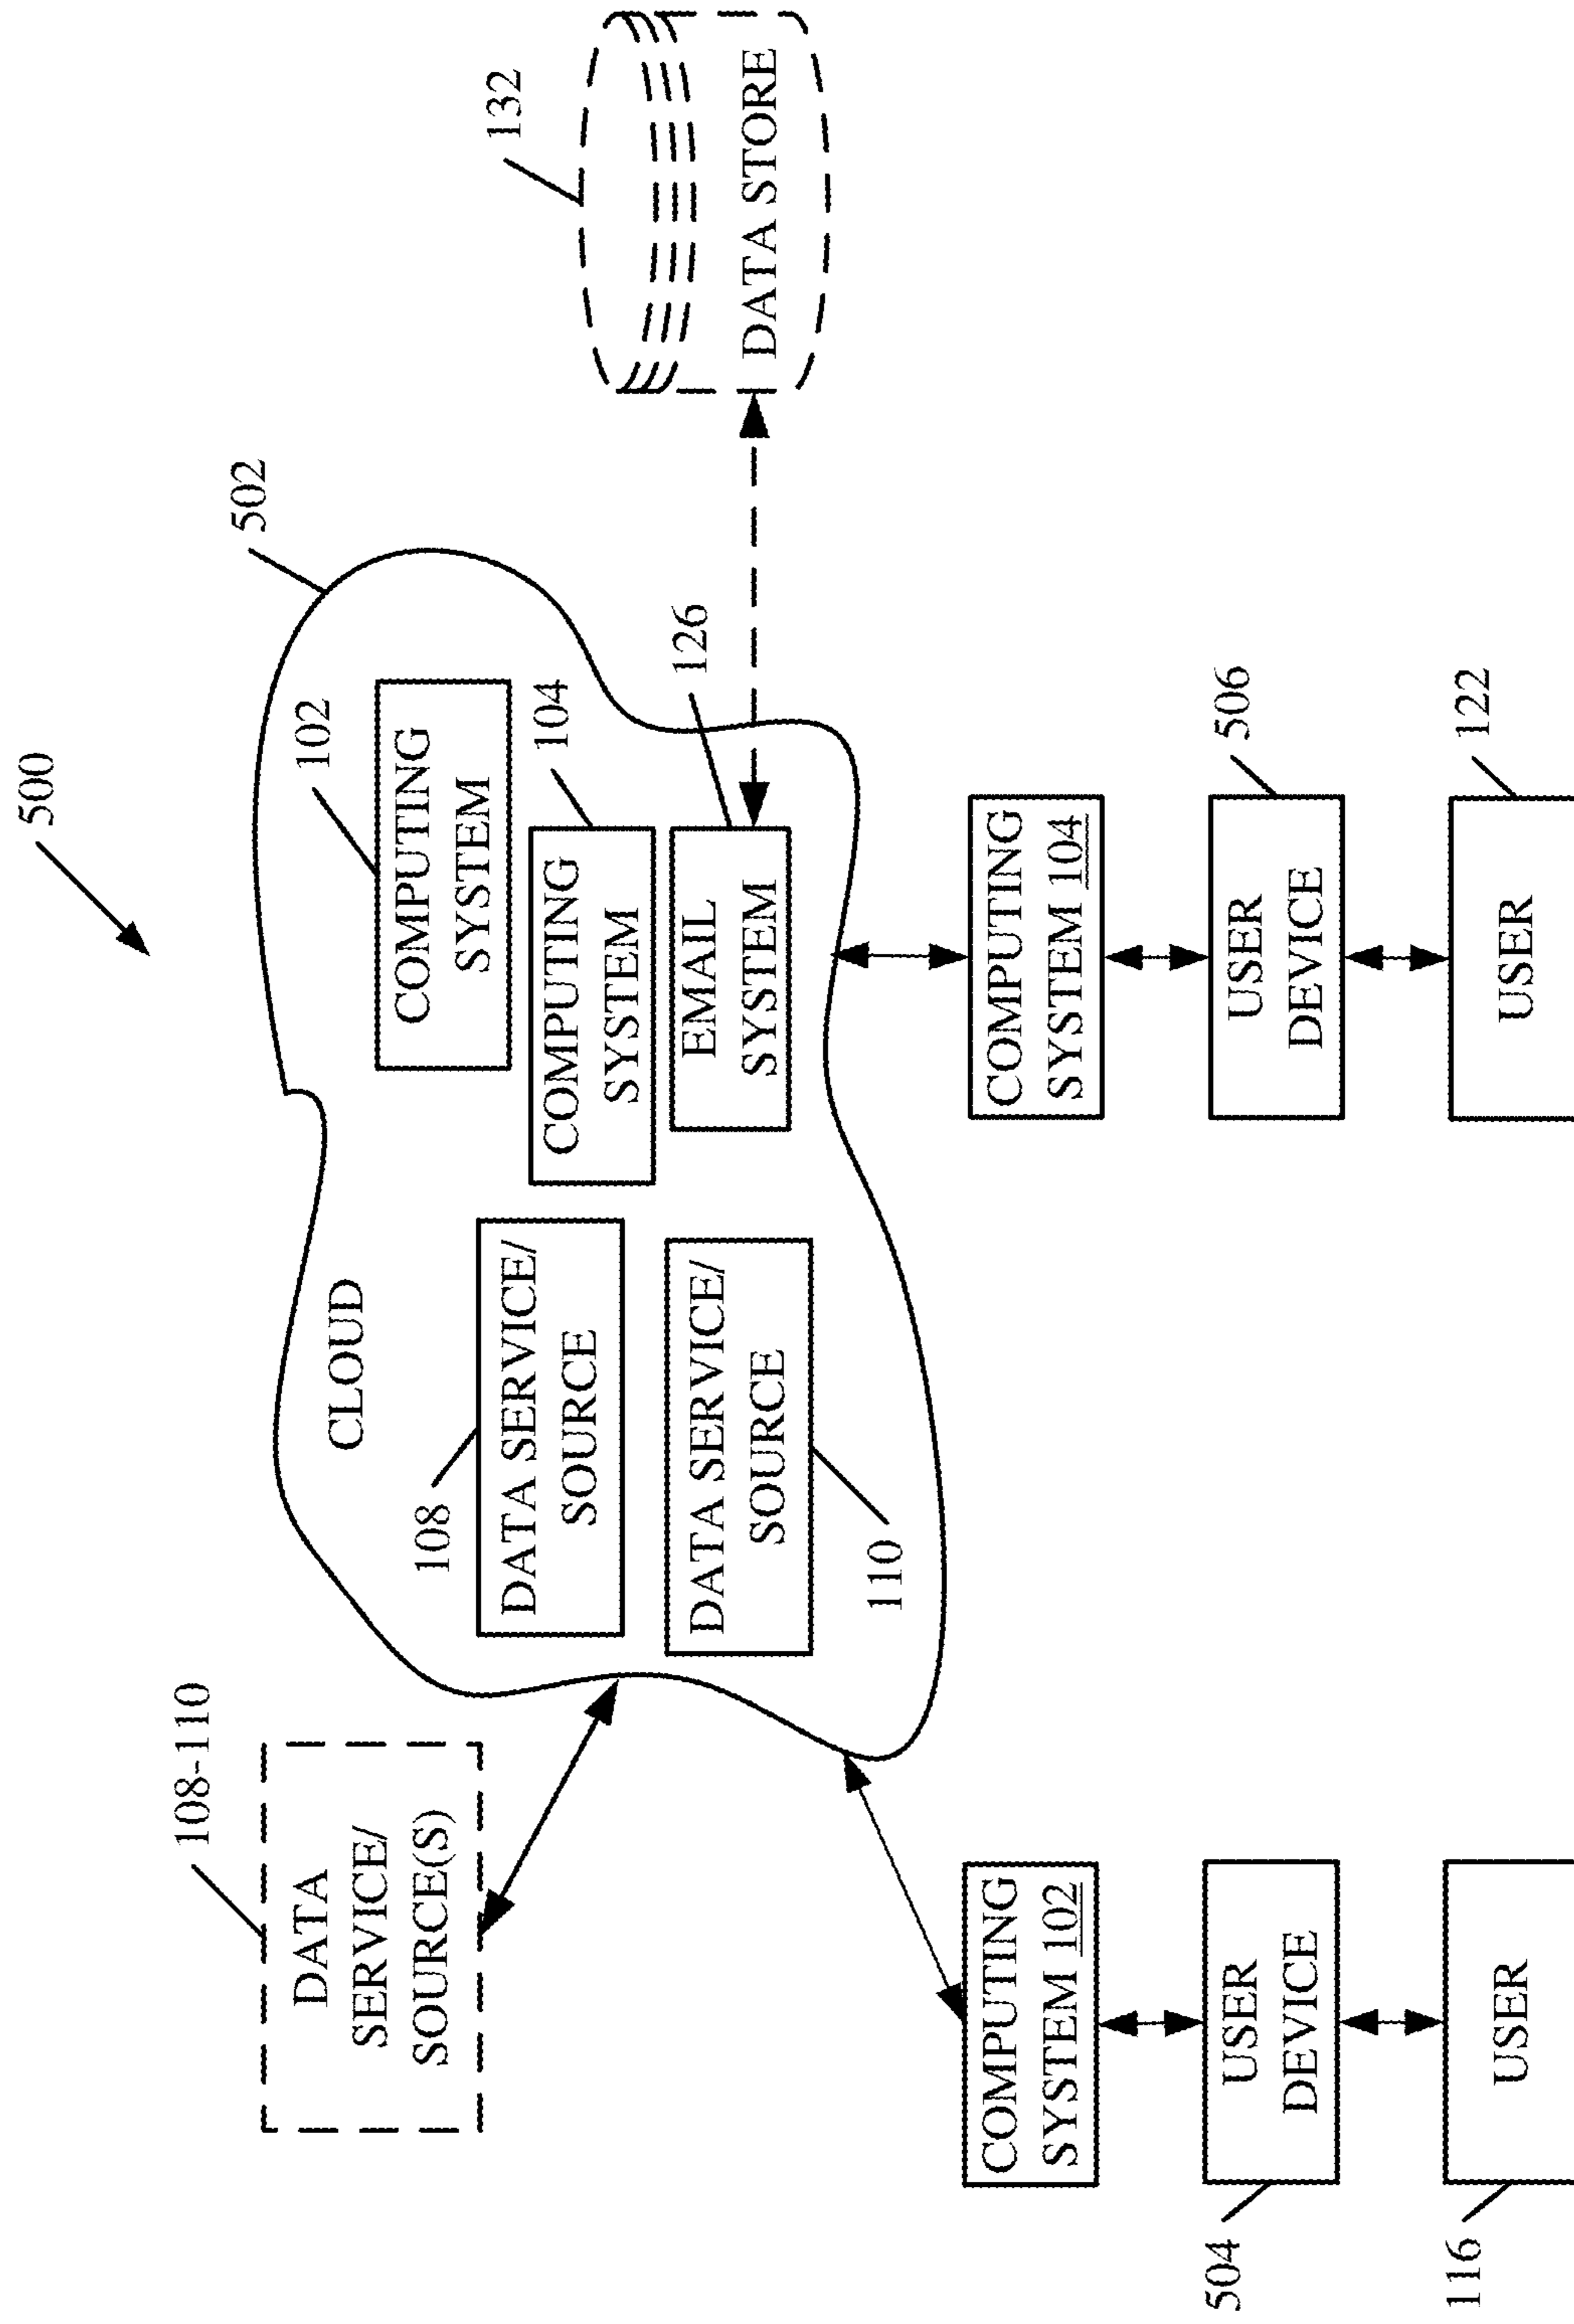 500
502
132
108-110
DATA
SERVICE/
SOURCE(S)
CLOUD
102
COMPUTING
SYSTEM
108
DATA SERVICE/
SOURCE
104
COMPUTING
SYSTEM
126
EMAIL
SYSTEM
DATA SERVICE/
SOURCE
110
DATA STORE
COMPUTING
SYSTEM 102
COMPUTING
SYSTEM 104
504
USER
DEVICE
506
USER
DEVICE
116
USER
122
USER